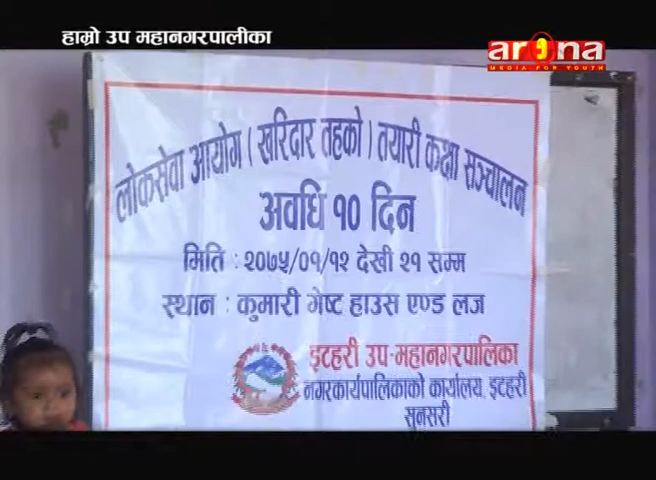 हाम्रो उप महानगरपालीका
arena
MEDIA FOR YOUTH
लोकसेवा आयोग (खरिदार तहको) तयारी कक्षा सञ्चालन
अवधि १० दिन
मिति : २०७५/०१/१२ देखी २१ सम्म
स्थान : कुमारी गेष्ट हाउस एण्ड लज
इटहरी उप-महानगरपालिका
नगरकार्यपालिकाको कार्यालय, इटहरी
सुनसरी